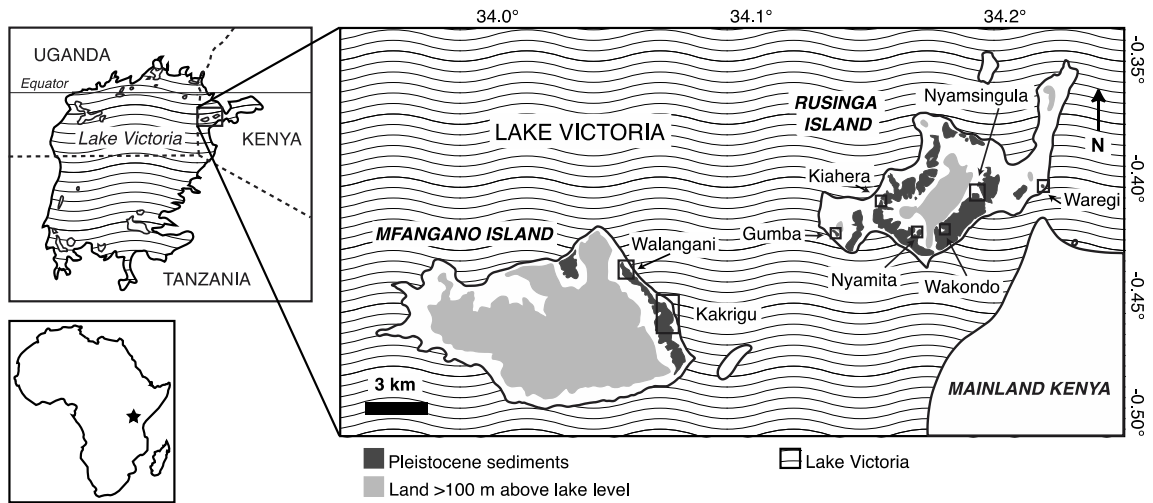 UGANDA
Equator
Lake Victoria
KENYA
TANZANIA
34.0°
34.1°
34.2°
-0.35°
-0.40°
-0.45°
-0.50°
N
LAKE VICTORIA
RUSINGA
ISLAND
Nyamsingula
Kiahera
Waregi
Gumba
Nyamita
Wakondo
MFANGANO ISLAND
Walangani
Kakrigu
3 km
MAINLAND KENYA
Pleistocene sediments
Land >100 m above lake level
Lake Victoria